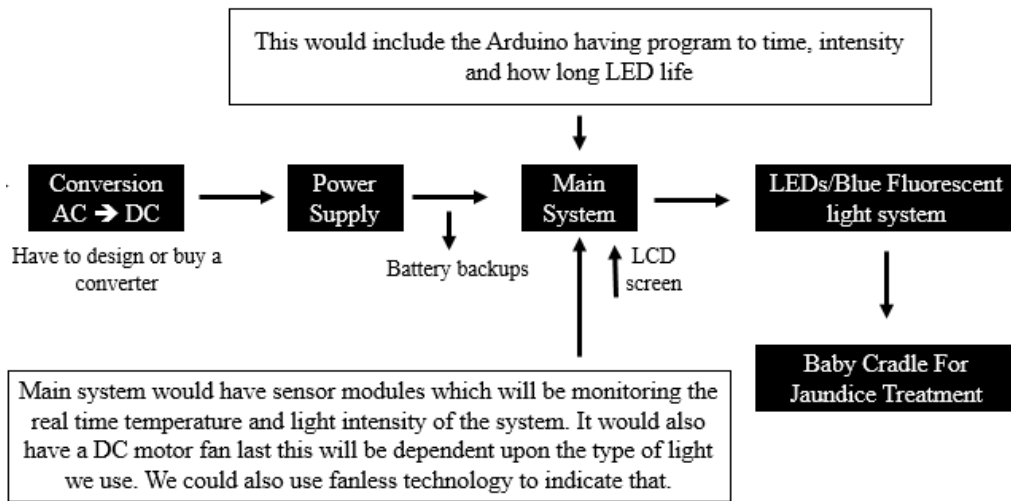 This would include the Arduino having program to time, intensity
and how long LED life
Conversion
AC ➔ DC
Power
Supply
Main
System
LEDs/Blue Fluorescent
light system
Have to design or buy a
converter
Battery backups
LCD
screen
Baby Cradle For
Jaundice Treatment
Main system would have sensor modules which will be monitoring the
real time temperature and light intensity of the system. It would also
have a DC motor fan last this will be dependent upon the type of light
we use. We could also use fanless technology to indicate that.